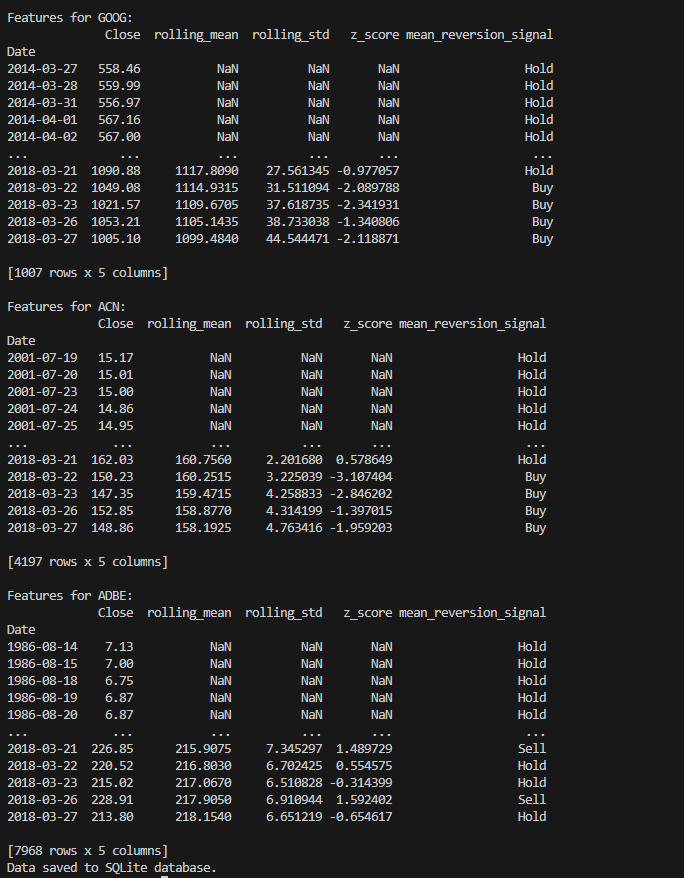 Features for GOOG:
Close rolling_mean rolling_std z_score mean_reversion_signal
Date
2014-03-27 558.46 NaN NaN NaN Hold
2014-03-28 559.99 NaN NaN NaN Hold
2014-03-31 556.97 NaN NaN NaN Hold
2014-04-01 567.16 NaN NaN NaN Hold
2014-04-02 567.00 NaN NaN NaN Hold
... ... ... ... ... ...
2018-03-21 1090.88 1117.8090 27.561345 -0.977057 Hold
2018-03-22 1049.08 1114.9315 31.511094 -2.089788 Buy
2018-03-23 1021.57 1109.6705 37.618735 -2.341931 Buy
2018-03-26 1053.21 1105.1435 38.733038 -1.340806 Buy
2018-03-27 1005.10 1099.4840 44.544471 -2.118871 Buy
[1007 rows x 5 columns]
Features for ACN:
Close rolling_mean rolling_std z_score mean_reversion_signal
Date
2001-07-19 15.17 NaN NaN NaN Hold
2001-07-20 15.01 NaN NaN NaN Hold
2001-07-23 15.00 NaN NaN NaN Hold
2001-07-24 14.86 NaN NaN NaN Hold
2001-07-25 14.95 NaN NaN NaN Hold
... ... ... ... ... ...
2018-03-21 162.03 160.7560 2.201680 0.578649 Hold
2018-03-22 150.23 160.2515 3.225039 -3.107404 Buy
2018-03-23 147.35 159.4715 4.258833 -2.846202 Buy
2018-03-26 152.85 158.8770 4.314199 -1.397015 Buy
2018-03-27 148.86 158.1925 4.763416 -1.959203 Buy
[4197 rows x 5 columns]
Features for ADBE:
Close rolling_mean rolling_std z_score mean_reversion_signal
Date
1986-08-14 7.13 NaN NaN NaN Hold
1986-08-15 7.00 NaN NaN NaN Hold
1986-08-18 6.75 NaN NaN NaN Hold
1986-08-19 6.87 NaN NaN NaN Hold
1986-08-20 6.87 NaN NaN NaN Hold
... ... ... ... ... ...
2018-03-21 226.85 215.9075 7.345297 1.489729 Sell
2018-03-22 220.52 216.8030 6.702425 0.554575 Hold
2018-03-23 215.02 217.0670 6.510828 -0.314399 Hold
2018-03-26 228.91 217.9050 6.910944 1.592402 Sell
2018-03-27 213.80 218.1540 6.651219 -0.654617 Hold
[7968 rows x 5 columns]
Data saved to SQLite database.